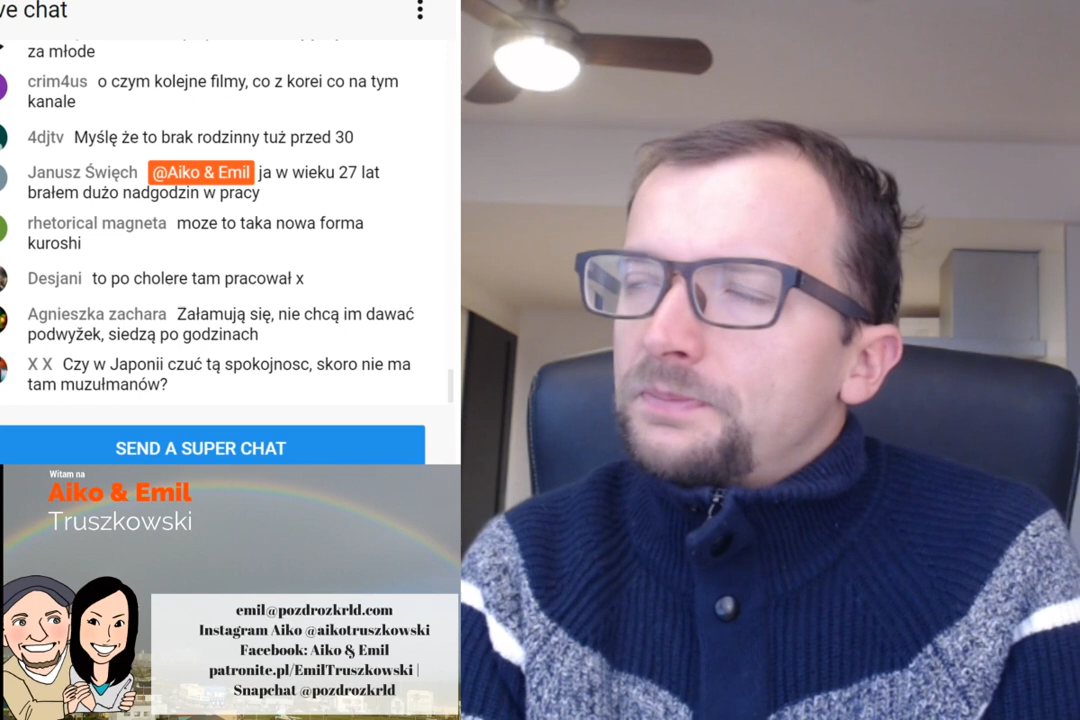 ve chat
za młode
crim4us o czym kolejne filmy, co z korei co na tym
kanale
4djtv Myślę że to brak rodzinny tuż przed 30
Janusz Święch @Aiko & Emil ja w wieku 27 lat
brałem dużo nadgodzin w pracy
rhetorical magneta moze to taka nowa forma
kuroshi
Desjani to po cholere tam pracował x
Agnieszka zachara Załamują się, nie chcą im dawać
podwyżek, siedzą po godzinach
X X Czy w Japonii czuć tą spokojnosc, skoro nie ma
tam muzułmanów?
SEND A SUPER CHAT
Witam na
Aiko & Emil
Truszkowski
emil@pozdrozkrld.com
Instagram Aiko @aikotruszkowski
Facebook: Aiko & Emil
patronite.pl/EmilTruszkowski |
Snapchat @pozdrozkrld